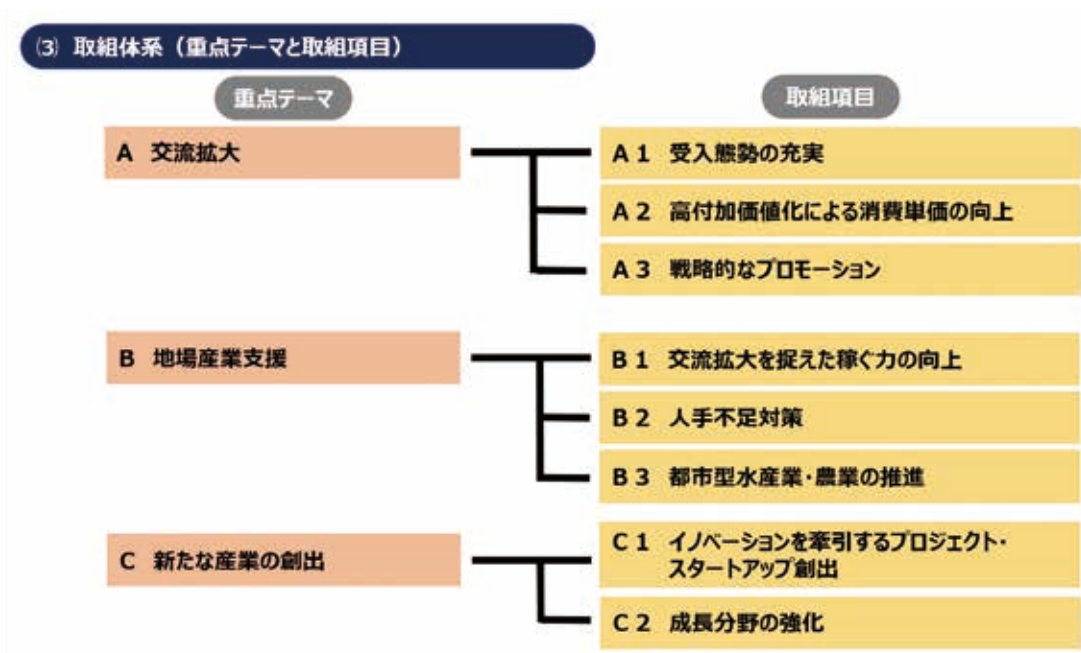 ⑶ 取組体系（重点テーマと取組項目）
重点テーマ
取組項目
A 交流拡大
A 1 受入態勢の充実
A 2 高付加価値化による消費単価の向上
A 3 戦略的なプロモーション
B 地場産業支援
B 1 交流拡大を捉えた稼ぐ力の向上
B 2 人手不足対策
B 3 都市型水産業・農業の推進
C 新たな産業の創出
C 1 イノベーションを牽引するプロジェクト・
スタートアップ創出
C 2 成長分野の強化